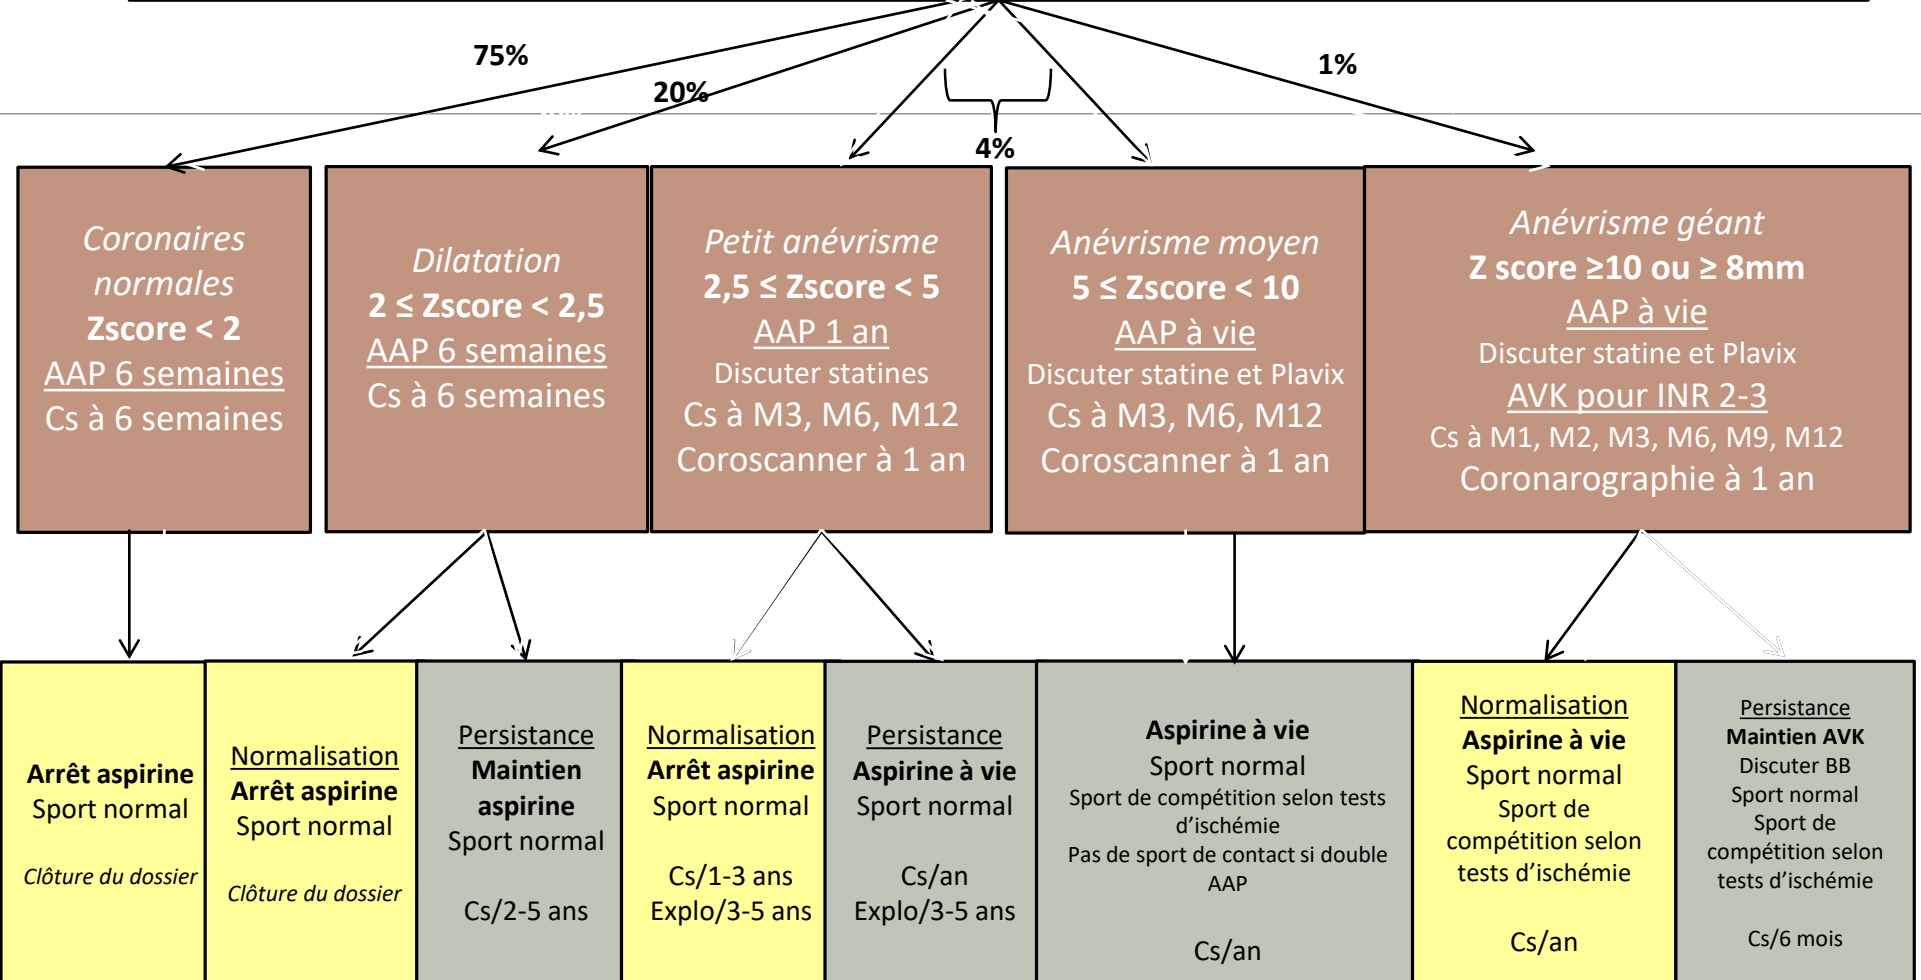 75%
20%
4%
1%
Coronaires
normales
Zscore < 2
AAP 6 semaines
Cs à 6 semaines
Dilatation
2 ≤ Zscore < 2,5
AAP 6 semaines
Cs à 6 semaines
Petit anévrisme
2,5 ≤ Zscore < 5
AAP 1 an
Discuter statines
Cs à M3, M6, M12
Coroscanner à 1 an
Anévrisme moyen
5 ≤ Zscore < 10
AAP à vie
Discuter statine et Plavix
Cs à M3, M6, M12
Coroscanner à 1 an
Anévrisme géant
Z score ≥10 ou ≥ 8mm
AAP à vie
Discuter statine et Plavix
AVK pour INR 2-3
Cs à M1, M2, M3, M6, M9, M12
Coronarographie à 1 an
Arrêt aspirine
Sport normal
Clôture du dossier
Normalisation
Arrêt aspirine
Sport normal
Clôture du dossier
Persistance
Maintien
aspirine
Sport normal
Cs/2-5 ans
Normalisation
Arrêt aspirine
Sport normal
Cs/1-3 ans
Explo/3-5 ans
Persistance
Aspirine à vie
Sport normal
Cs/an
Explo/3-5 ans
Aspirine à vie
Sport normal
Sport de compétition selon tests
d’ischémie
Pas de sport de contact si double
AAP
Cs/an
Normalisation
Aspirine à vie
Sport normal
Sport de
compétition selon
tests d’ischémie
Cs/an
Persistance
Maintien AVK
Discuter BB
Sport normal
Sport de
compétition selon
tests d’ischémie
Cs/6 mois